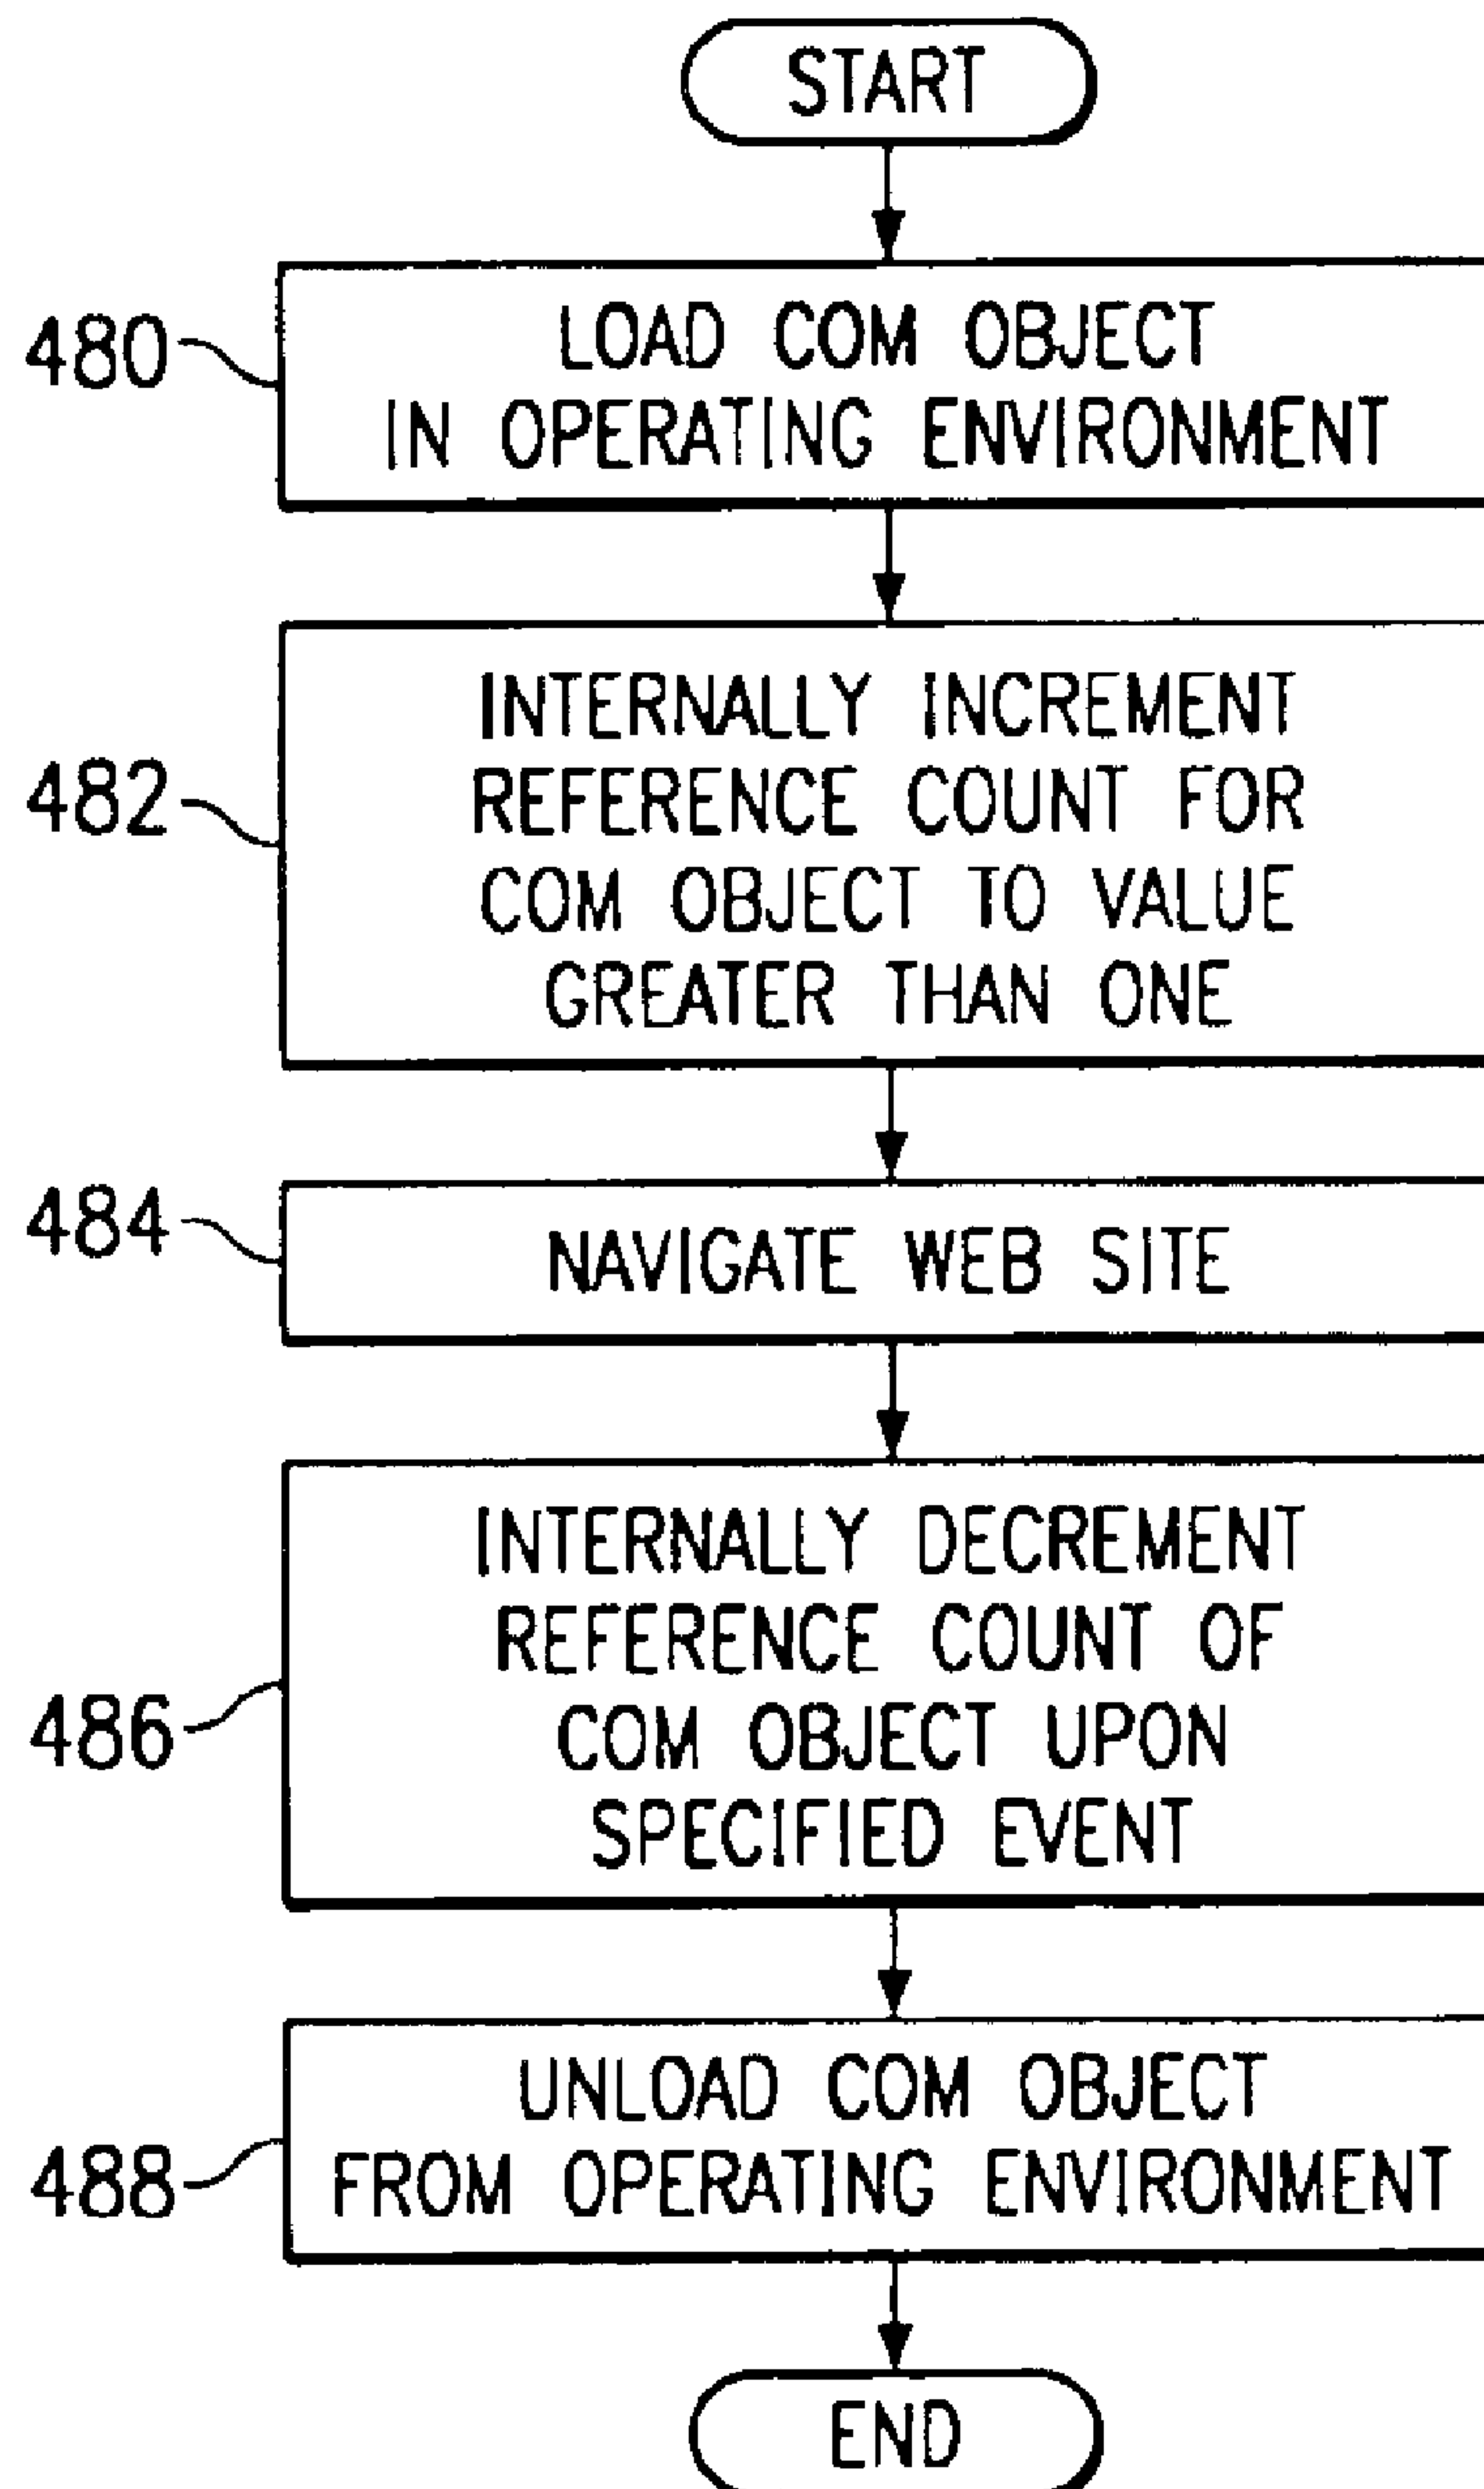 START
480
LOAD COM OBJECT
IN OPERATING ENVIRONMENT
482
INTERNALLY INCREMENT
REFERENCE COUNT FOR
COM OBJECT TO VALUE
GREATER THAN ONE
484
NAVIGATE WEB SITE
486
INTERNALLY DECREMENT
REFERENCE COUNT OF
COM OBJECT UPON
SPECIFIED EVENT
488
UNLOAD COM OBJECT
FROM OPERATING ENVIRONMENT
END